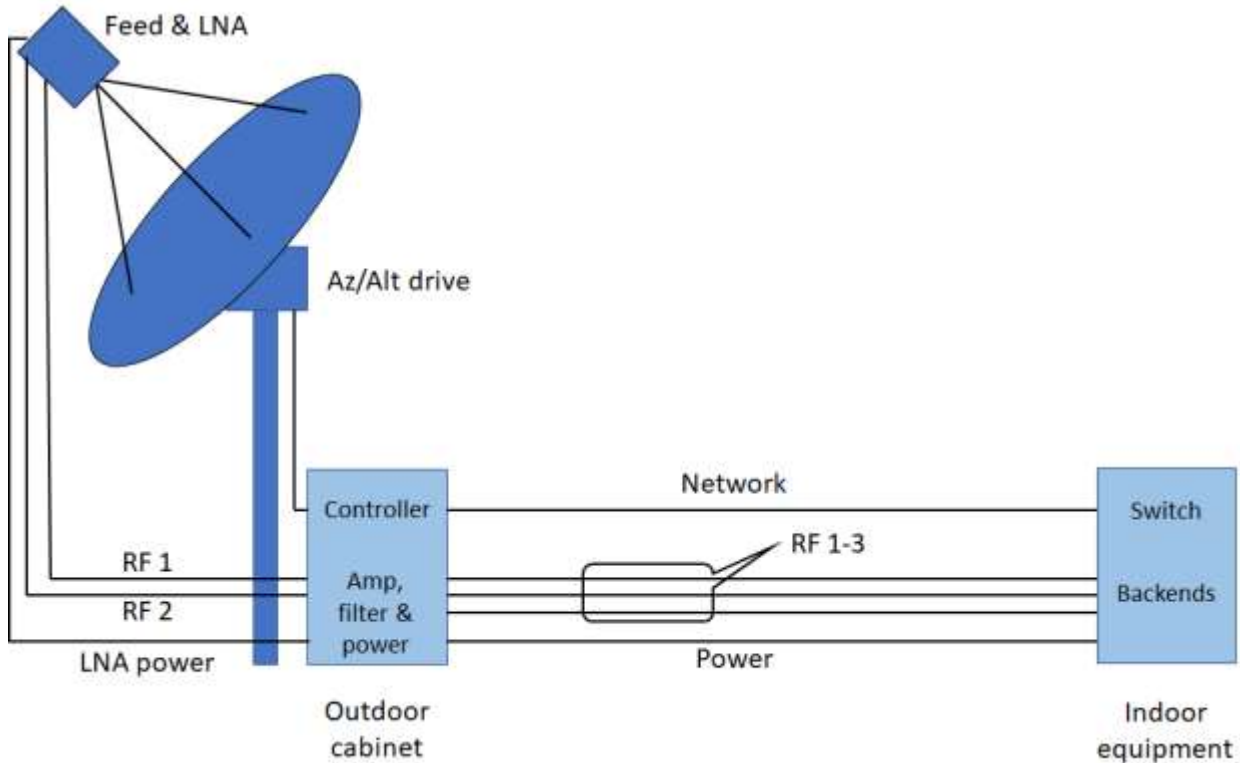 Feed & LNA
Az/Alt drive
Controller
Network
Switch
RF 1
RF 1-3
Amp,
filter &
power
Backends
RF 2
LNA power
Power
Outdoor
cabinet
Indoor
equipment